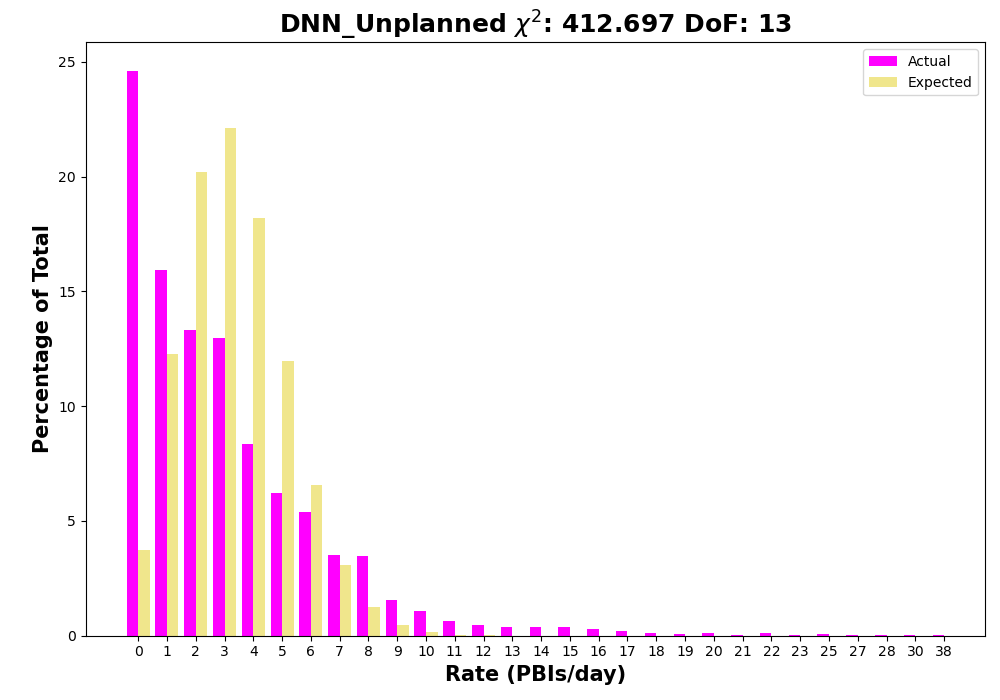 DNN_Unplanned χ²: 412.697 DoF: 13
Actual
Expected
Percentage of Total
25
20
15
10
5
0
0 1 2 3 4 5 6 7 8 9 10 11 12 13 14 15 16 17 18 19 20 21 22 23 25 27 28 30 38
Rate (PBIs/day)